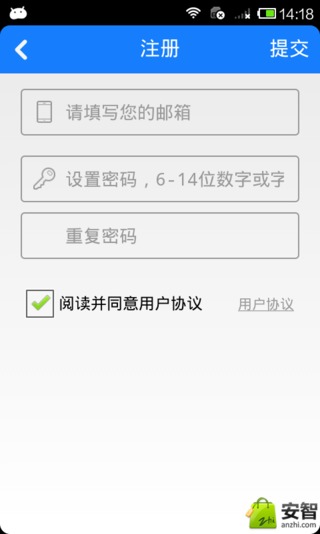 14:18
注册
提交
请填写您的邮箱
设置密码，6-14位数字或字
重复密码
阅读并同意用户协议
用户协议
安智
anzhi.com